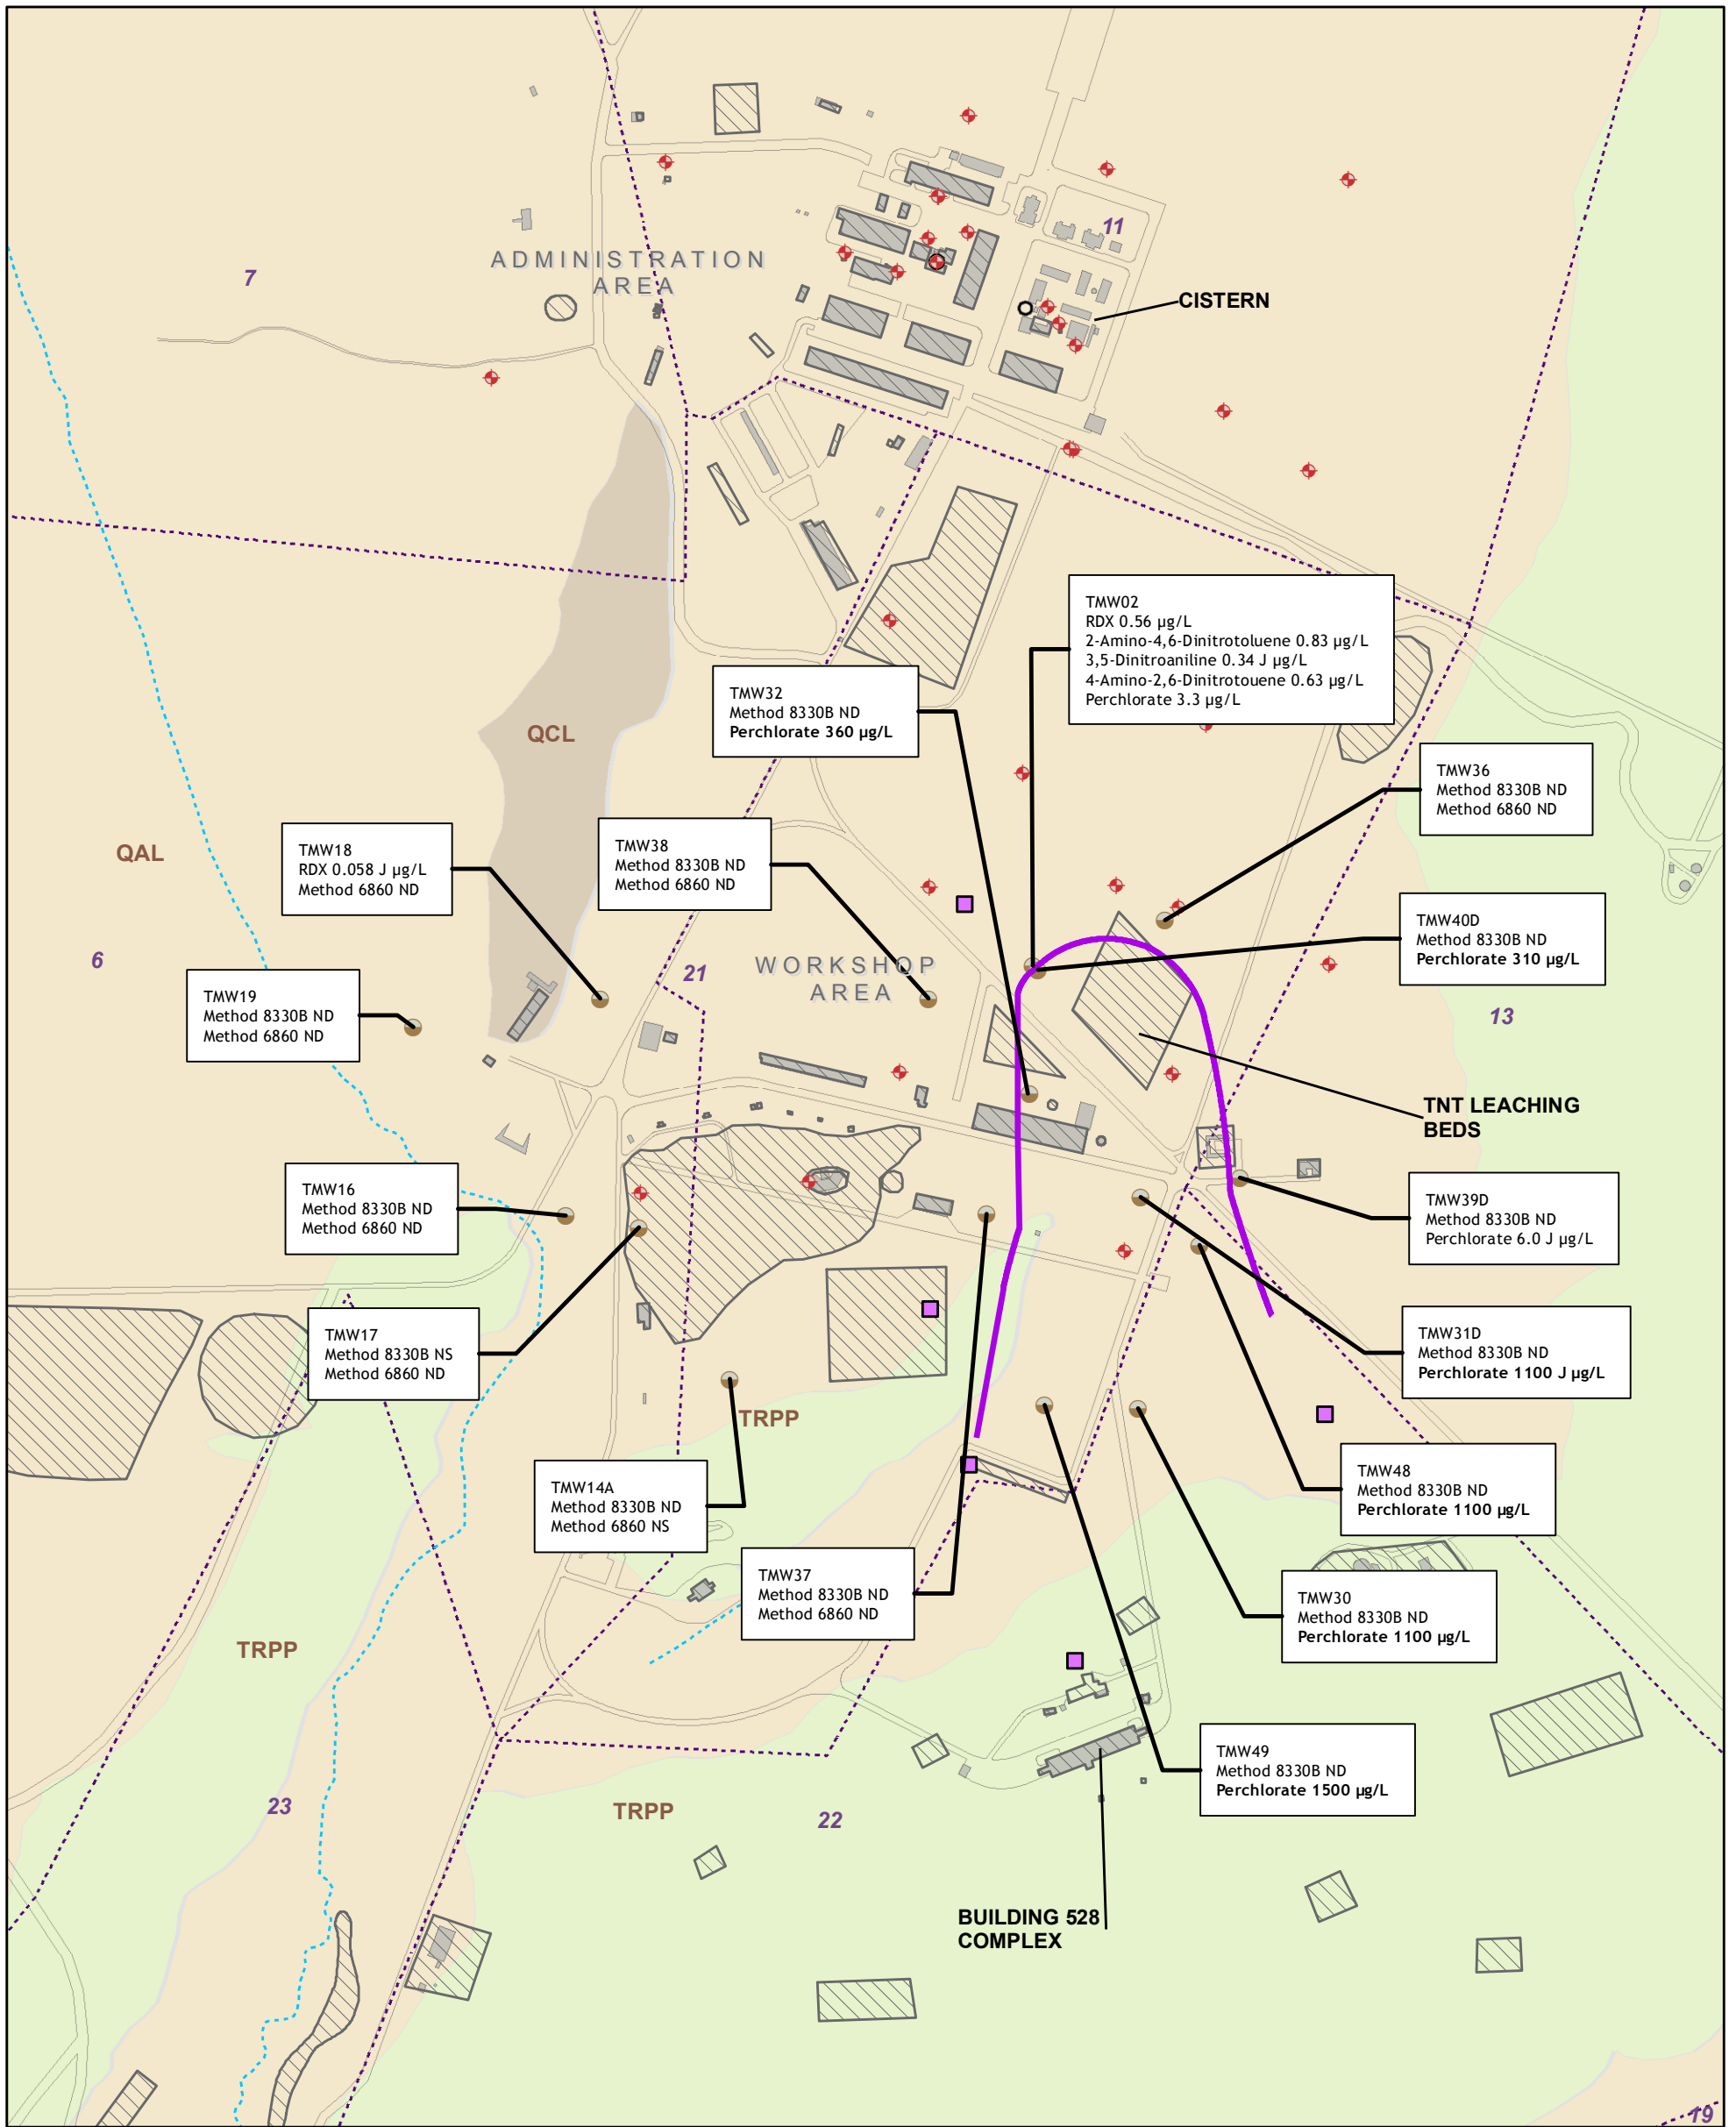 11
7
ADMINISTRATION
AREA
CISTERN
TMW02
RDX 0.56 µg/L
2-Amino-4,6-Dinitrotoluene 0.83 µg/L
3,5-Dinitroaniline 0.34 J µg/L
4-Amino-2,6-Dinitrotouene 0.63 µg/L
Perchlorate 3.3 µg/L
TMW32
Method 8330B ND
Perchlorate 360 µg/L
QCL
TMW36
Method 8330B ND
Method 6860 ND
QAL
TMW18
RDX 0.058 J µg/L
Method 6860 ND
TMW38
Method 8330B ND
Method 6860 ND
TMW40D
Method 8330B ND
Perchlorate 310 µg/L
6
21
WORKSHOP
AREA
13
TMW19
Method 8330B ND
Method 6860 ND
TNT LEACHING
BEDS
TMW16
Method 8330B ND
Method 6860 ND
TMW39D
Method 8330B ND
Perchlorate 6.0 J µg/L
TMW17
Method 8330B NS
Method 6860 ND
TMW31D
Method 8330B ND
Perchlorate 1100 J µg/L
TRPP
TMW14A
Method 8330B ND
Method 6860 NS
TMW48
Method 8330B ND
Perchlorate 1100 µg/L
TMW37
Method 8330B ND
Method 6860 ND
TMW30
Method 8330B ND
Perchlorate 1100 µg/L
TRPP
TMW49
Method 8330B ND
Perchlorate 1500 µg/L
23
TRPP
22
BUILDING 528
COMPLEX
19